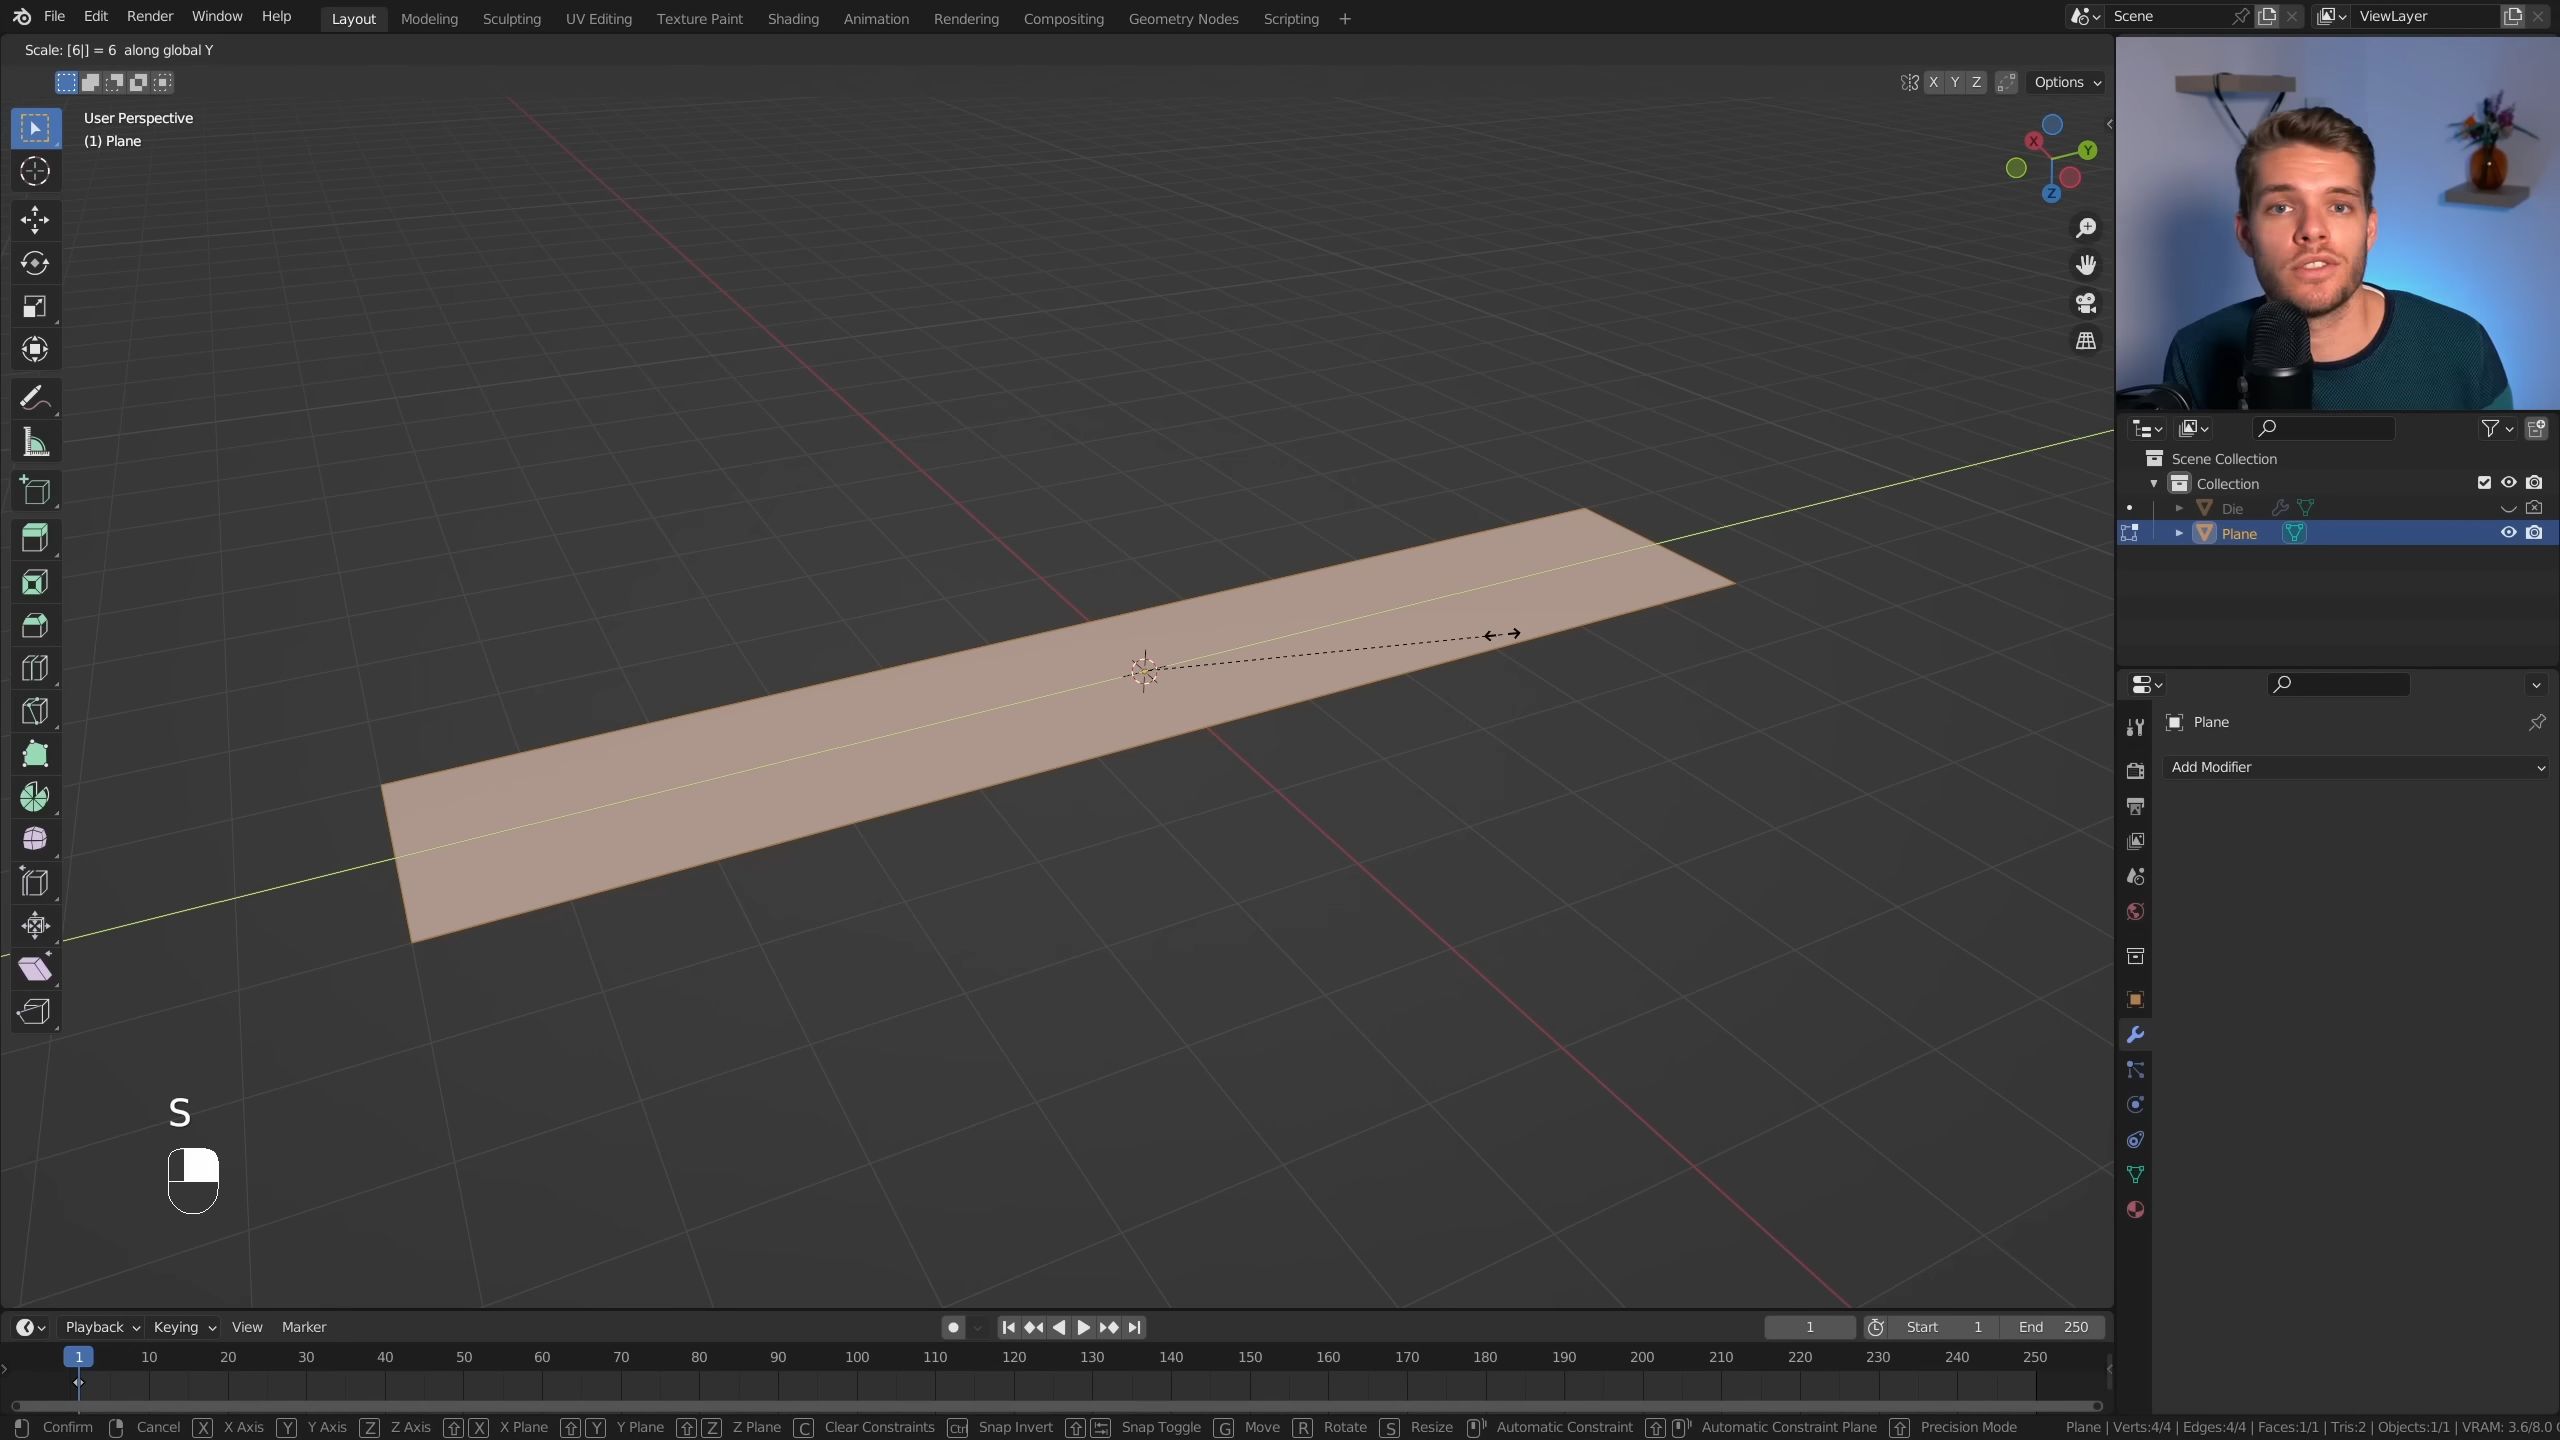 File Edit Render Window Help Layout Modeling Sculpting UV Editing Texture Paint Shading Animation Rendering Compositing Geometry Nodes Scripting + Scene ViewLayer
Scale: [6|] = 6 along global Y
X Y Z Options
User Perspective
(1) Plane
X Y Z
Scene Collection
Collection
Die
Plane
Plane
Add Modifier
S
Playback Keying View Marker 1 Start 1 End 250
1 10 20 30 40 50 60 70 80 90 100 110 120 130 140 150 160 170 180 190 200 210 220 230 240 250
Confirm Cancel X X Axis Y Y Axis Z Z Axis X X Plane Y Y Plane Z Z Plane C Clear Constraints Ctrl Snap Invert Snap Toggle G Move R Rotate S Resize Automatic Constraint Automatic Constraint Plane Precision Mode Plane | Verts:4/4 | Edges:4/4 | Faces:1/1 | Tris:2 | Objects:1/1 | VRAM: 3.6/8.0